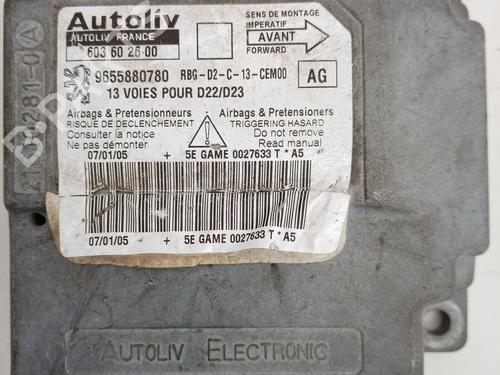 Autoliv
AUTOLIV FRANCE
603 60 26 00
SENS DE MONTAGE
IMPERATIF
AVANT
FORWARD
9655880780 RBG-D2-C-13-CEM00
AG
13 VOIES POUR D22/D23
Airbags & Pretensionneurs
RISQUE DE DECLENCHEMENT
Consulter la notice
Ne pas démonter
Airbags & Pretensioners
TRIGGERING HASARD
Do not remove
Read manual
07/01/05 + 5E GAME 0027633 T * A5
07/01/05 + 5E GAME 0027633 T * A5
AUTOLIV ELECTRONIC